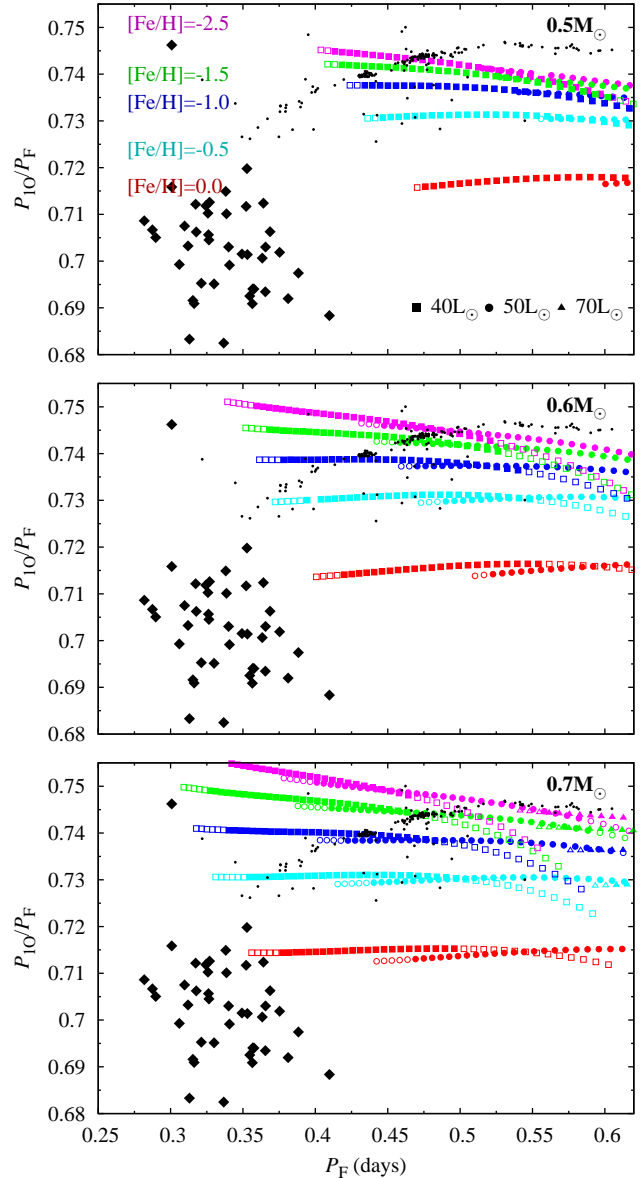 0.75
0.74
0.73
0.72
0.71
0.7
0.69
0.68
P1O/PF
[Fe/H]=-2.5
[Fe/H]=-1.5
[Fe/H]=-1.0
[Fe/H]=-0.5
[Fe/H]=0.0
0.5M⊙
40L⊙ 50L⊙ 70L⊙
0.75
0.74
0.73
0.72
0.71
0.7
0.69
0.68
P1O/PF
0.6M⊙
0.75
0.74
0.73
0.72
0.71
0.7
0.69
0.68
P1O/PF
0.7M⊙
0.25 0.3 0.35 0.4 0.45 0.5 0.55 0.6
PF (days)